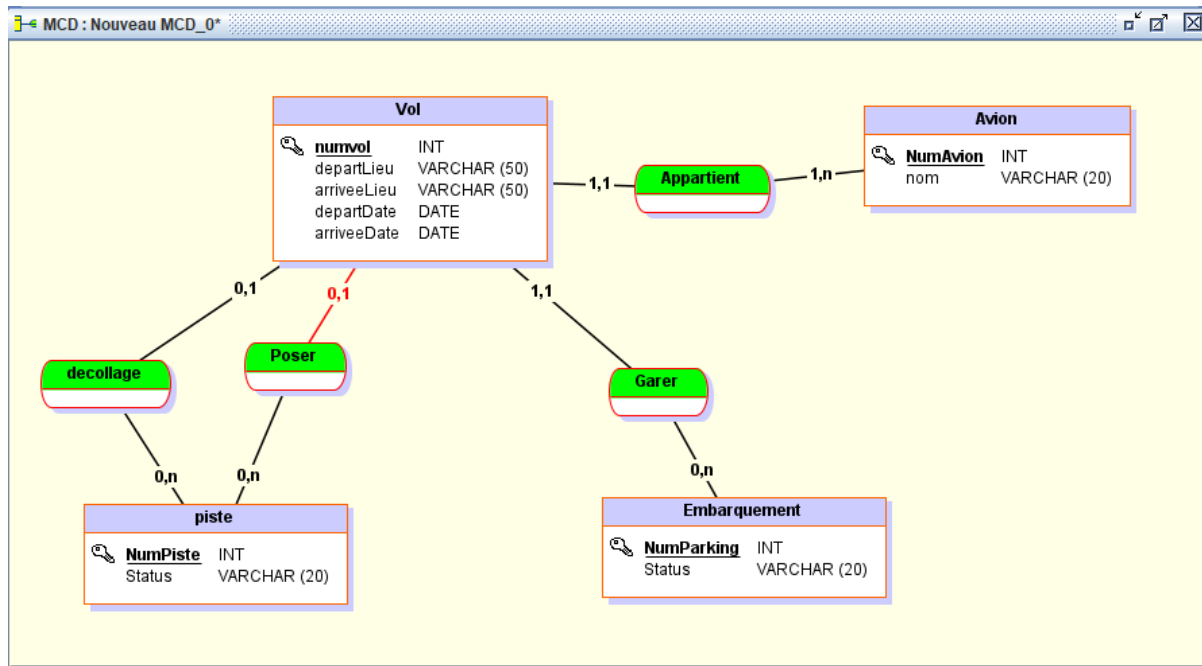 MCD : Nouveau MCD_0*
Vol
numvol INT
departLieu VARCHAR (50)
arriveeLieu VARCHAR (50)
departDate DATE
arriveeDate DATE
Avion
NumAvion INT
nom VARCHAR (20)
1,1
Appartient
1,n
0,1
0,1
1,1
decollage
Poser
Garer
0,n
0,n
0,n
piste
NumPiste INT
Status VARCHAR (20)
Embarquement
NumParking INT
Status VARCHAR (20)